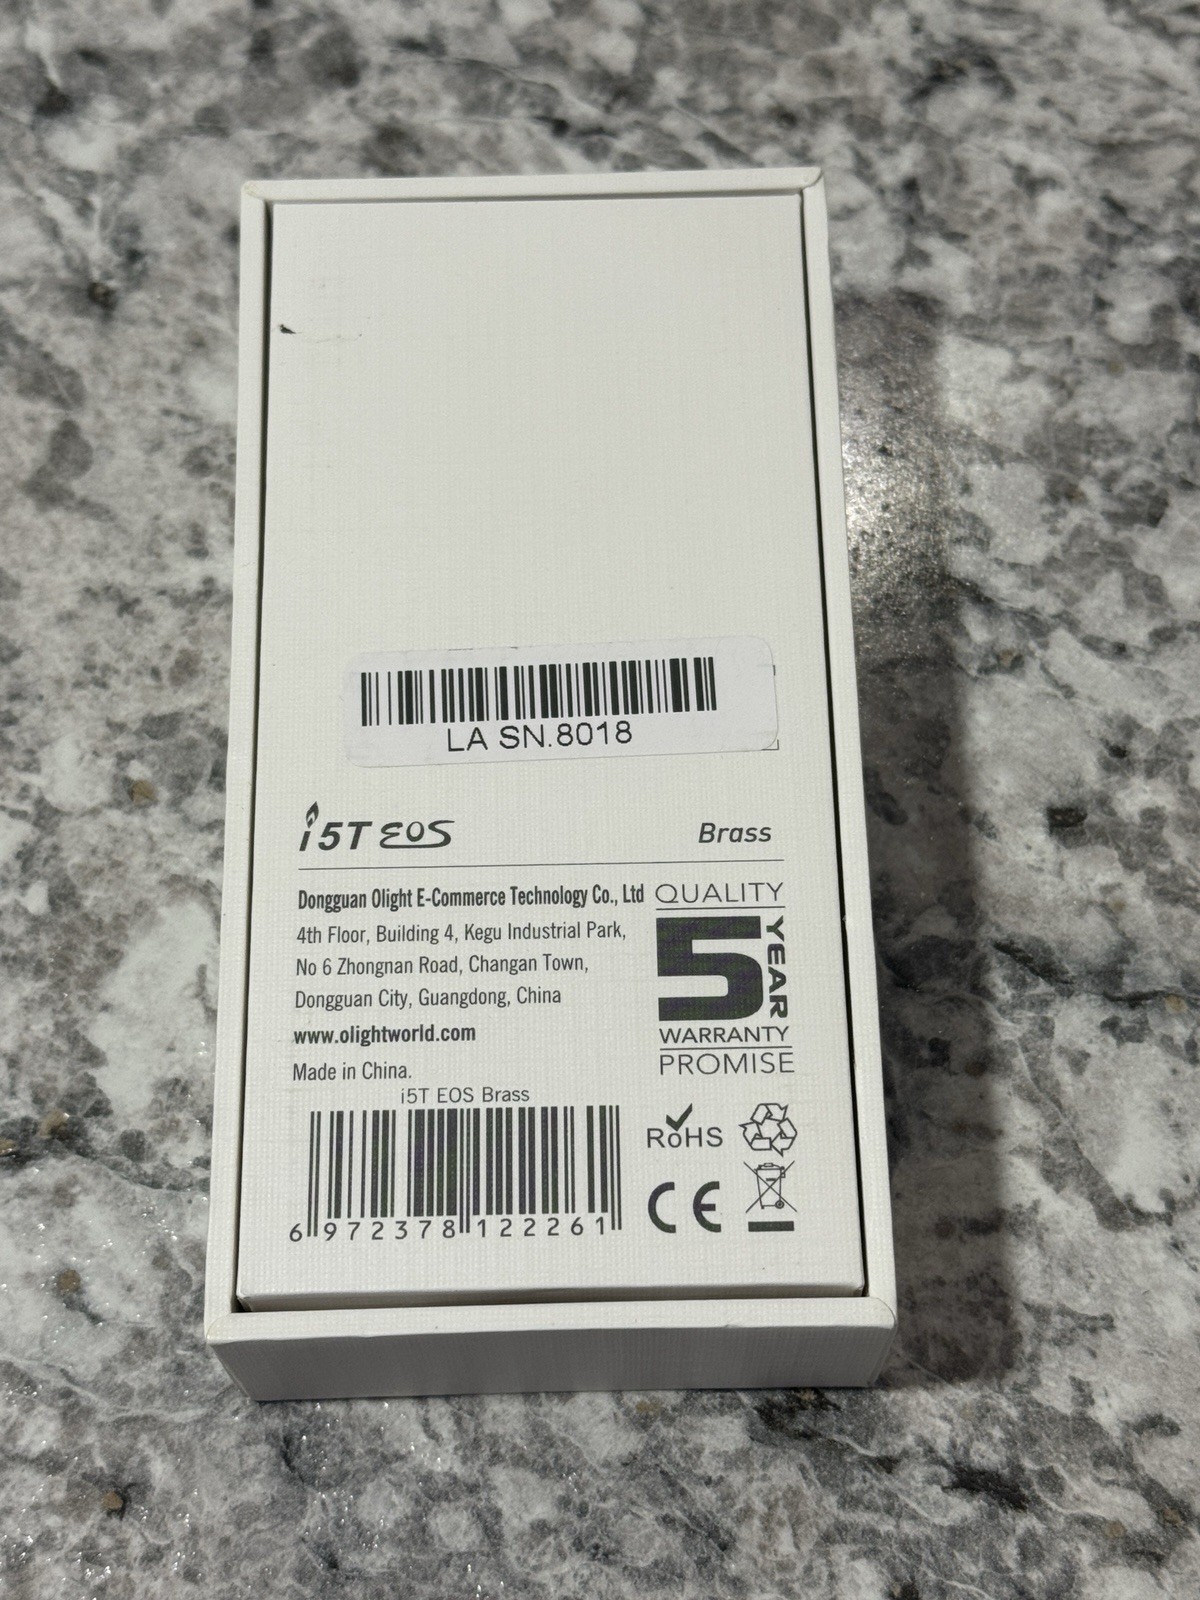 LA SN.8018
i5T EOS Brass
Dongguan Olight E-Commerce Technology Co., Ltd
4th Floor, Building 4, Kegu Industrial Park,
No 6 Zhongnan Road, Changan Town,
Dongguan City, Guangdong, China
www.olightworld.com
Made in China.
QUALITY
5 YEAR
WARRANTY
PROMISE
i5T EOS Brass
6 972378 122261
RoHS
CE